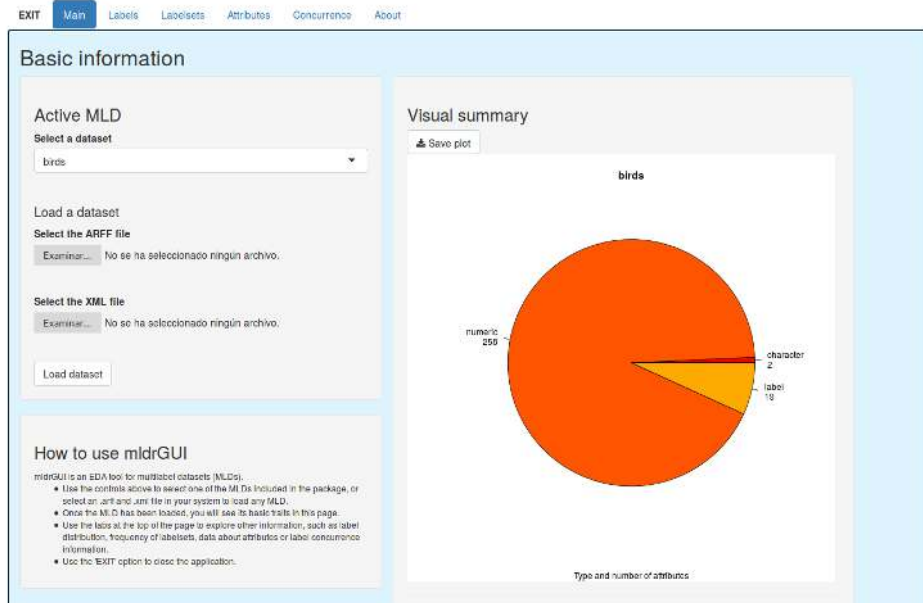 EXIT Main Labels Labelsets Attributes Concurrence About
Basic information
Active MLD
Select a dataset
birds
Load a dataset
Select the ARFF file
Examinar... No se ha seleccionado ningún archivo.
Select the XML file
Examinar... No se ha seleccionado ningún archivo.
Load dataset
How to use mldrGUI
mldrGUI is an EDA tool for multilabel datasets (MLDs).
Use the controls above to select one of the MLDs included in the package, or
select an .arff and .xml file in your system to load any MLD.
Once the MLD has been loaded, you will see its basic traits in this page.
Use the tabs at the top of the page to explore other information, such as label
distribution, frequency of labelsets, data about attributes or label concurrence
information.
Use the 'EXIT' option to close the application.
Visual summary
Save plot
birds
numeric
258
character
2
label
19
Type and number of attributes